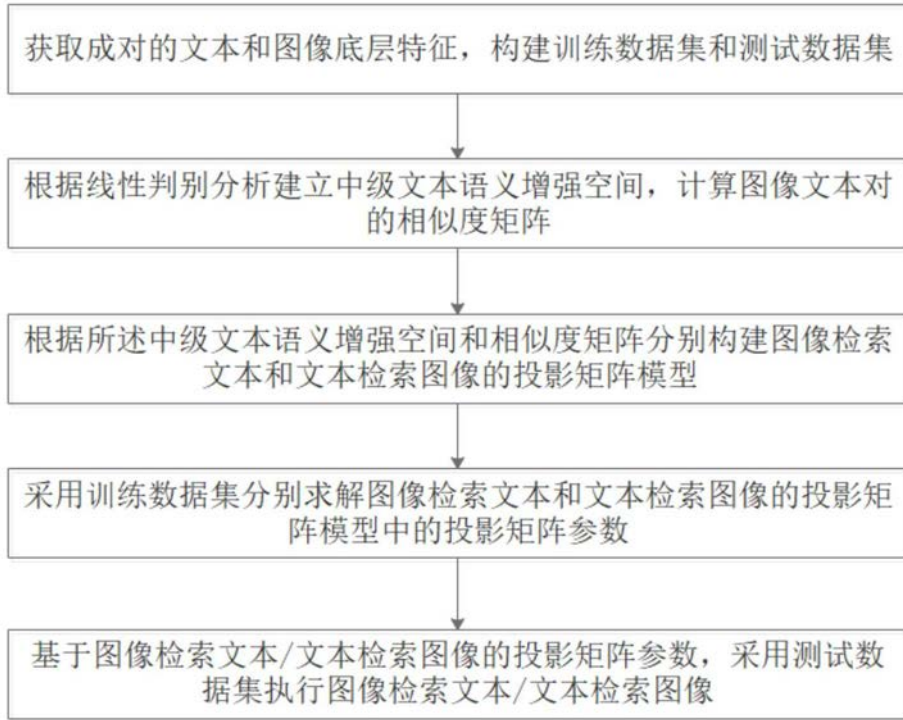 获取成对的文本和图像底层特征，构建训练数据集和测试数据集
根据线性判别分析建立中级文本语义增强空间，计算图像文本对
的相似度矩阵
根据所述中级文本语义增强空间和相似度矩阵分别构建图像检索
文本和文本检索图像的投影矩阵模型
采用训练数据集分别求解图像检索文本和文本检索图像的投影矩
阵模型中的投影矩阵参数
基于图像检索文本/文本检索图像的投影矩阵参数，采用测试数
据集执行图像检索文本/文本检索图像